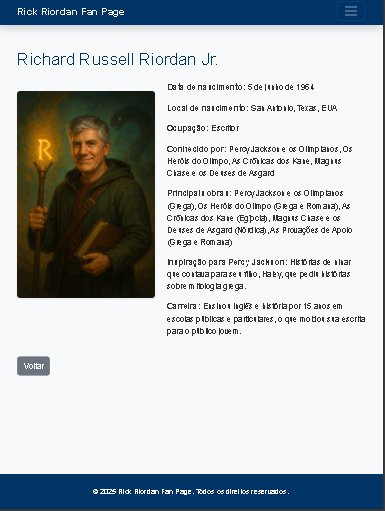 Rick Riordan Fan Page
Richard Russell Riordan Jr.
Data de nascimento: 5 de junho de 1964
Local de nascimento: San Antonio, Texas, EUA
Ocupação: Escritor
Conhecido por: Percy Jackson e os Olimpianos, Os
Heróis do Olimpo, As Crônicas dos Kane, Magnus
Chase e os Deuses de Asgard
Principais obras: Percy Jackson e os Olimpianos
(Grega), Os Heróis do Olimpo (Grega e Romana), As
Crônicas dos Kane (Egípcia), Magnus Chase e os
Deuses de Asgard (Nórdica), As Provações de Apolo
(Grega e Romana)
Inspiração para Percy Jackson: Histórias de ninar
que contava para seu filho, Haley, que pediu histórias
sobre mitologia grega.
Carreira: Ensinou inglês e história por 15 anos em
escolas públicas e particulares, o que moldou sua escrita
para o público jovem.
R
Voltar
© 2025 Rick Riordan Fan Page. Todos os direitos reservados.